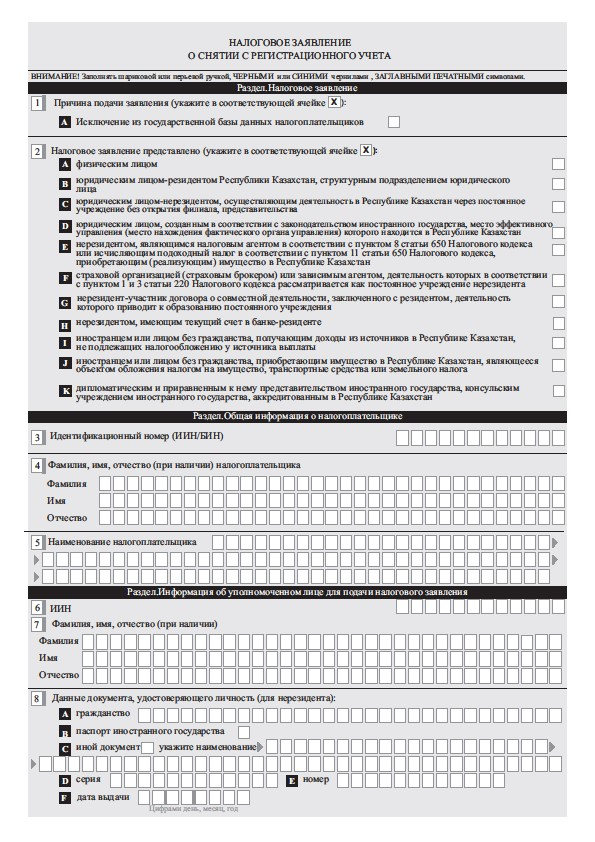 НАЛОГОВОЕ ЗАЯВЛЕНИЕ
О СНЯТИИ С РЕГИСТРАЦИОННОГО УЧЕТА
ВНИМАНИЕ! Заполнять шариковой или перьевой ручкой, ЧЕРНЫМИ или СИНИМИ чернилами , ЗАГЛАВНЫМИ ПЕЧАТНЫМИ символами.
Раздел.Налоговое заявление
1 Причина подачи заявления (укажите в соответствующей ячейке X ):
A Исключение из государственной базы данных налогоплательщиков
2 Налоговое заявление представлено (укажите в соответствующей ячейке X ):
A физическим лицом
B юридическим лицом-резидентом Республики Казахстан, структурным подразделением юридического
лица
C юридическим лицом-нерезидентом, осуществляющим деятельность в Республике Казахстан через постоянное
учреждение без открытия филиала, представительства
D юридическим лицом, созданным в соответствии с законодательством иностранного государства, место эффективного
управления (место нахождения фактического органа управления) которого находится в Республике Казахстан
E нерезидентом, являющимся налоговым агентом в соответствии с пунктом 8 статьи 650 Налогового кодекса
или исчисляющим подоходный налог в соответствии с пунктом 11 статьи 650 Налогового кодекса,
приобретающим (реализующим) имущество в Республике Казахстан
F страховой организацией (страховым брокером) или зависимым агентом, деятельность которых в соответствии
с пунктом 1 и 3 статьи 220 Налогового кодекса рассматривается как постоянное учреждение нерезидента
G нерезидент-участник договора о совместной деятельности, заключенного с резидентом, деятельность
которого приводит к образованию постоянного учреждения
H нерезидентом, имеющим текущий счет в банке-резиденте
I иностранцем или лицом без гражданства, получающим доходы из источников в Республике Казахстан,
не подлежащих налогообложению у источника выплаты
J иностранцем или лицом без гражданства, приобретающим имущество в Республике Казахстан, являющееся
объектом обложения налогом на имущество, транспортные средства или земельного налога
K дипломатическим и приравненным к нему представительством иностранного государства, консульским
учреждением иностранного государства, аккредитованным в Республике Казахстан
Раздел.Общая информация о налогоплательщике
3 Идентификационный номер (ИИН/БИН)
4 Фамилия, имя, отчество (при наличии) налогоплательщика
Фамилия
Имя
Отчество
5 Наименование налогоплательщика
Раздел.Информация об уполномоченном лице для подачи налогового заявления
6 ИИН
7 Фамилия, имя, отчество (при наличии)
Фамилия
Имя
Отчество
8 Данные документа, удостоверяющего личность (для нерезидента):
A гражданство
B паспорт иностранного государства
C иной документ укажите наименование
D серия E номер
F дата выдачи
Цифрами день, месяц, год